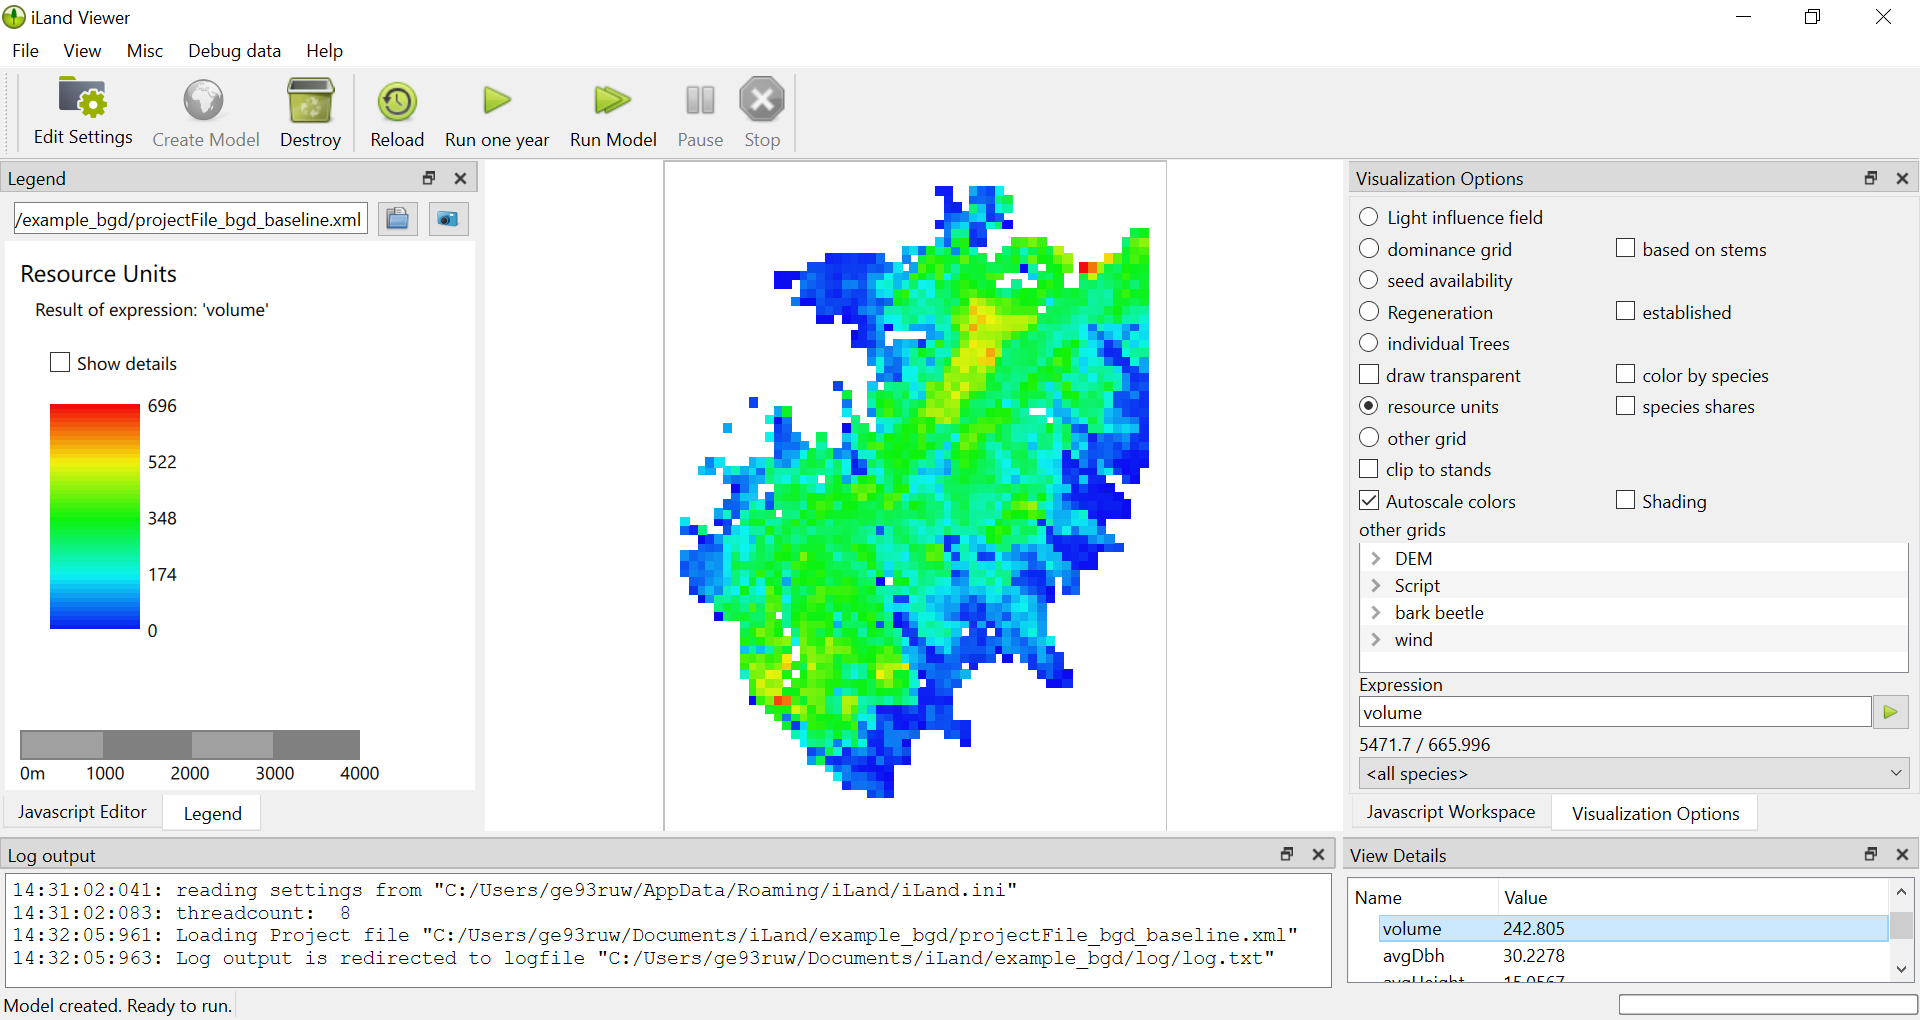 iLand Viewer
File View Misc Debug data Help
Edit Settings Create Model Destroy Reload Run one year Run Model Pause Stop
Legend
/example_bgd/projectFile_bgd_baseline.xml
Resource Units
Result of expression: 'volume'
Show details
696
522
348
174
0
0m 1000 2000 3000 4000
Javascript Editor Legend
Visualization Options
Light influence field
dominance grid based on stems
seed availability
Regeneration established
individual Trees
draw transparent color by species
resource units species shares
other grid
clip to stands
Autoscale colors Shading
other grids
DEM
Script
bark beetle
wind
Expression
volume
5471.7 / 665.996
<all species>
Javascript Workspace Visualization Options
Log output
14:31:02:041: reading settings from "C:/Users/ge93ruw/AppData/Roaming/iLand/iLand.ini"
14:31:02:083: threadcount: 8
14:32:05:961: Loading Project file "C:/Users/ge93ruw/Documents/iLand/example_bgd/projectFile_bgd_baseline.xml"
14:32:05:963: Log output is redirected to logfile "C:/Users/ge93ruw/Documents/iLand/example_bgd/log/log.txt"
View Details
Name Value
volume 242.805
avgDbh 30.2278
Model created. Ready to run.